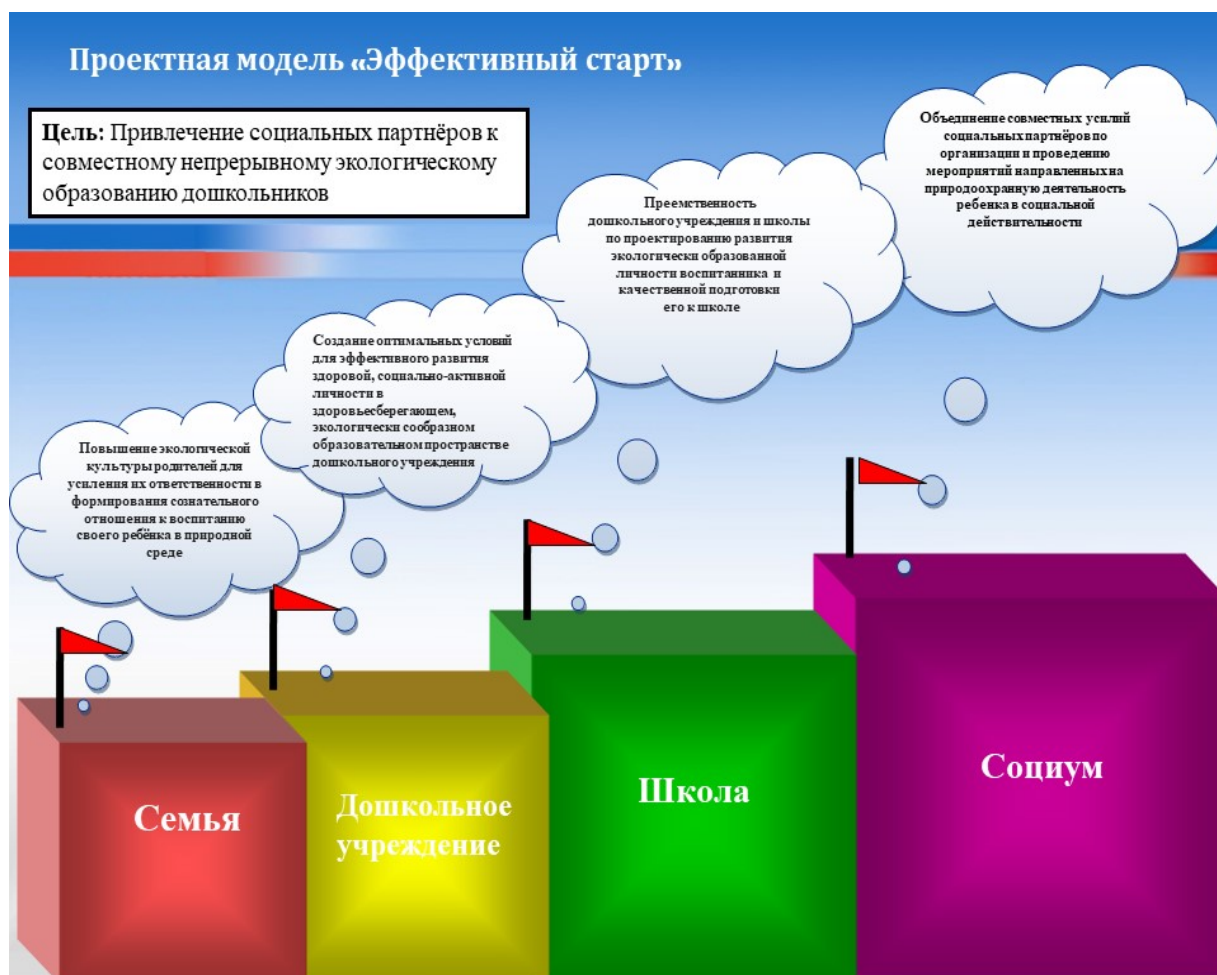 Проектная модель «Эффективный старт»
Цель: Привлечение социальных партнёров к
совместному непрерывному экологическому
образованию дошкольников
Объединение совместных усилий
социальных партнёров по
организации и проведению
мероприятий направленных на
природоохранную деятельность
ребенка в социальной
действительности
Преемственность
дошкольного учреждения и школы
по проектированию развития
экологически образованной
личности воспитанника и
качественной подготовки
его к школе
Создание оптимальных условий
для эффективного развития
здоровой, социально-активной
личности в
здоровьесберегающем,
экологически сообразном
образовательном пространстве
дошкольного учреждения
Повышение экологической
культуры родителей для
усиления их ответственности в
формирования сознательного
отношения к воспитанию
своего ребёнка в природной
среде
Семья
Дошкольное
учреждение
Школа
Социум